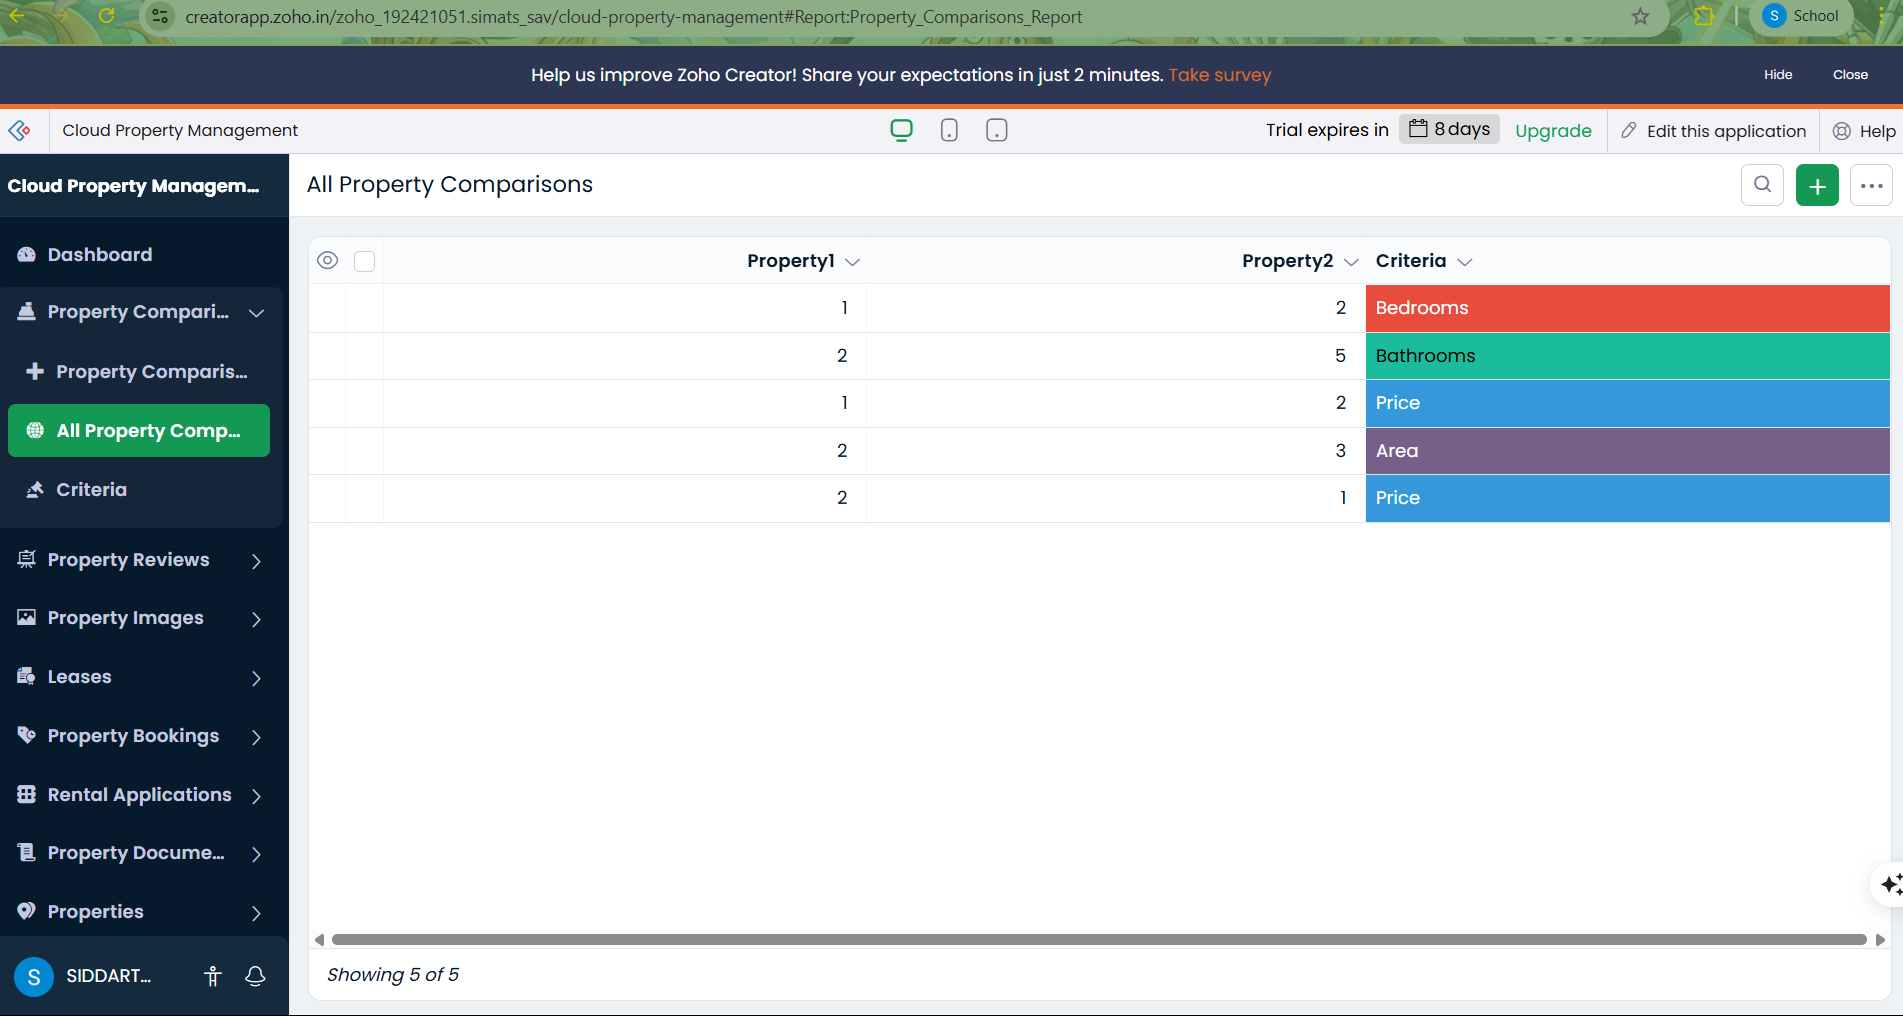 creatorapp.zoho.in/zoho_192421051.simats_sav/cloud-property-management#Report:Property_Comparisons_Report
S School
Help us improve Zoho Creator! Share your expectations in just 2 minutes. Take survey
Hide Close
Cloud Property Management
Trial expires in 8 days Upgrade Edit this application Help
Cloud Property Managem...
All Property Comparisons
Dashboard
Property Compari...
Property Comparis...
All Property Comp...
Criteria
Property Reviews
Property Images
Leases
Property Bookings
Rental Applications
Property Docume...
Properties
S SIDDART...
Property1 Property2 Criteria
1 2 Bedrooms
2 5 Bathrooms
1 2 Price
2 3 Area
2 1 Price
Showing 5 of 5